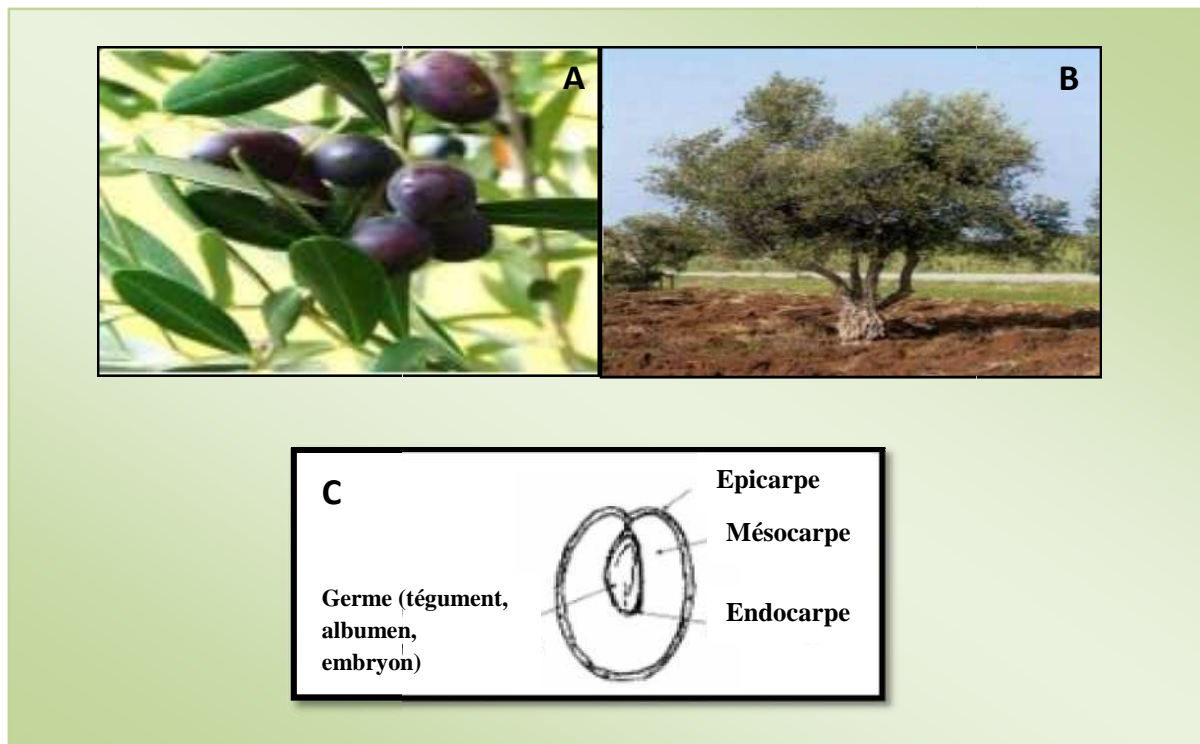 A
B
C
Epicarpe
Mésocarpe
Endocarpe
Germe (tégument,
albumen,
embryon)